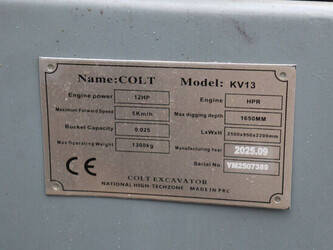 Name:COLT Model: KV13
Engine power 12HP Engine HPR
Maximum Forward Speed 5Km/h Max digging depth 1650MM
Bucket Capacity 0.025 LxWxH 2500x950x2200mm
Max Operating Weight 1300kg Manufacturing Year 2025.09
Serial No YM2507389
CE
COLT EXCAVATOR
NATIONAL HIGH-TECHZONE MADE IN PRC